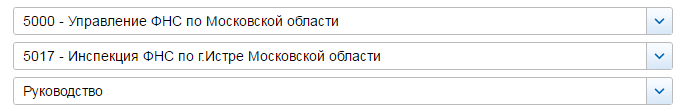 5000 - Управление ФНС по Московской области
5017 - Инспекция ФНС по г.Истре Московской области
Руководство